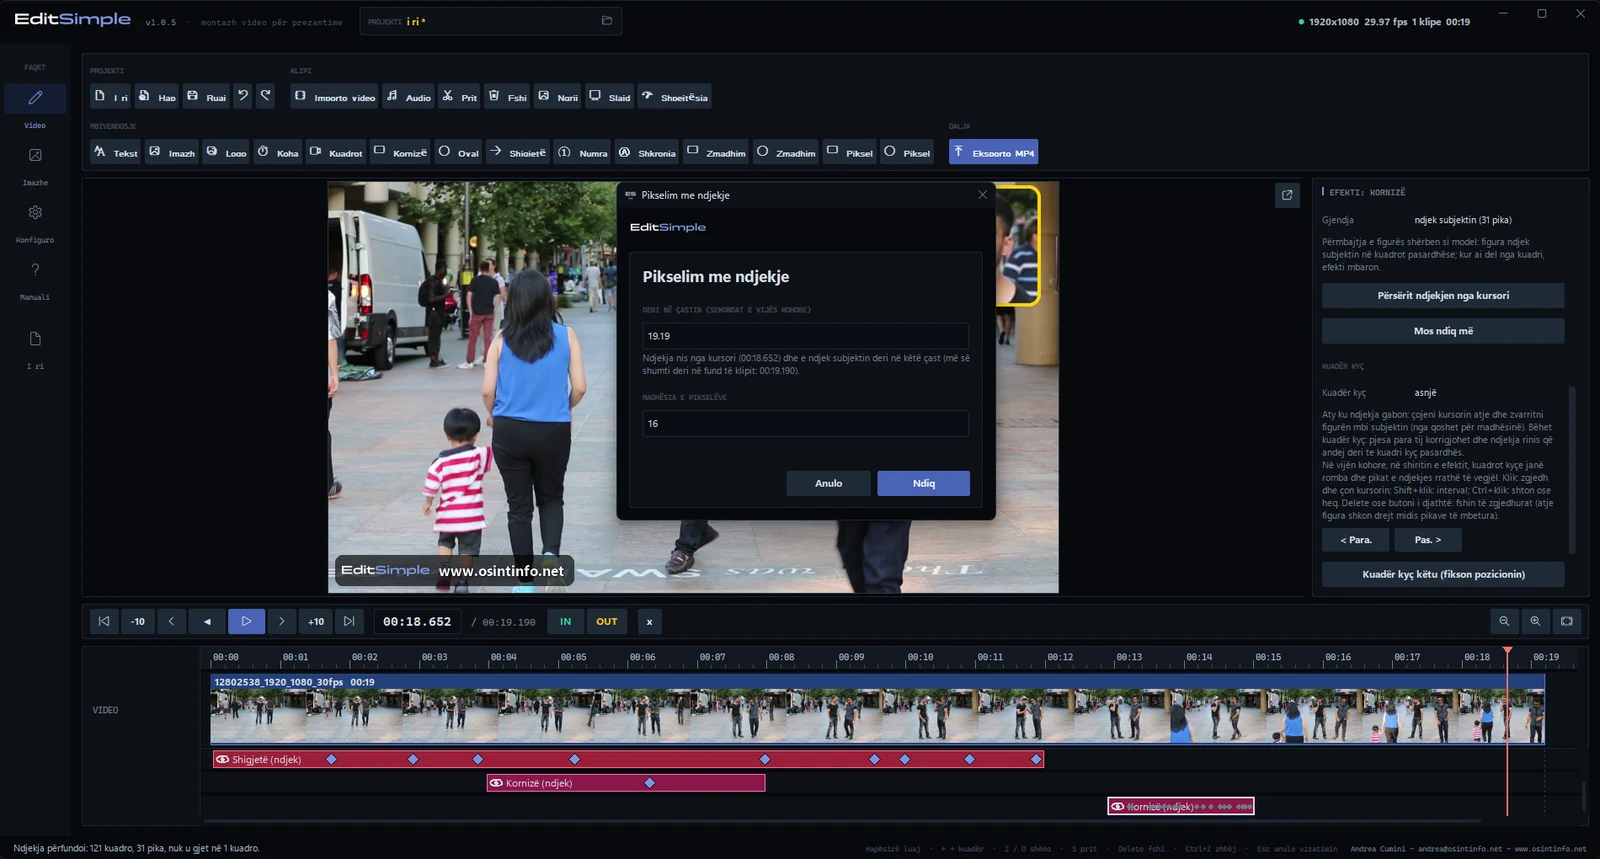 EditSimple v1.0.5 · montazh video për prezantime
PROJEKTI i ri*
1920x1080 29.97 fps 1 klipe 00:19
FAQET
Video
Imazhe
Konfiguro
Manuali
I ri
PROJEKTI
I ri Hap Ruaj
KLIPI
Importo video Audio Prit Fshi Ngrij Slajd Shpejtësia
MBIVENDOSJE
Tekst Imazh Logo Koha Kuadrot Kornizë Oval Shigjetë Numra Shkronja Zmadhim Zmadhim Piksel Piksel
DALJA
Eksporto MP4
Pikselim me ndjekje
EditSimple
Pikselim me ndjekje
DERI NË ÇASTIN (SEKONDAT E VIJËS KOHORE)
19.19
Ndjekja nis nga kursori (00:18.652) dhe e ndjek subjektin deri në këtë çast (më së
shumti deri në fund të klipit: 00:19.190).
MADHËSIA E PIKSELËVE
16
Anulo Ndiq
EditSimple www.osintinfo.net
EFEKTI: KORNIZË
Gjendja ndjek subjektin (31 pika)
Përmbajtja e figurës shërben si model: figura ndjek
subjektin në kuadrot pasardhëse; kur ai del nga kuadri,
efekti mbaron.
Përsërit ndjekjen nga kursori
Mos ndiq më
KUADËR KYÇ
Kuadër kyç asnjë
Aty ku ndjekja gabon: çojeni kursorin atje dhe zvarritni
figurën mbi subjektin (nga qoshet për madhësinë). Bëhet
kuadër kyç: pjesa para tij korrigjohet dhe ndjekja rinis që
andej deri te kuadri kyç pasardhës.
Në vijën kohore, në shiritin e efektit, kuadrot kyçe janë
romba dhe pikat e ndjekjes rrathë të vegjël. Klik: zgjedh
dhe çon kursorin; Shift+klik: interval; Ctrl+klik: shton ose
heq. Delete ose butoni i djathtë: fshin të zgjedhurat (atje
figura shkon drejt midis pikave të mbetura).
< Para. Pas. >
Kuadër kyç këtu (fikson pozicionin)
-10 +10 00:18.652 / 00:19.190 IN OUT x
00:00 00:01 00:02 00:03 00:04 00:05 00:06 00:07 00:08 00:09 00:10 00:11 00:12 00:13 00:14 00:15 00:16 00:17 00:18 00:19
VIDEO
12802538_1920_1080_30fps 00:19
Shigjetë (ndjek)
Kornizë (ndjek)
Kornizë (ndjek)
Ndjekja përfundoi: 121 kuadro, 31 pika, nuk u gjet në 1 kuadro.
Hapësirë luaj · ← → kuadër · I / O shëno · S prit · Delete fshi · Ctrl+Z zhbëj · Esc anulo vizatimin Andrea Cumini – andrea@osintinfo.net – www.osintinfo.net